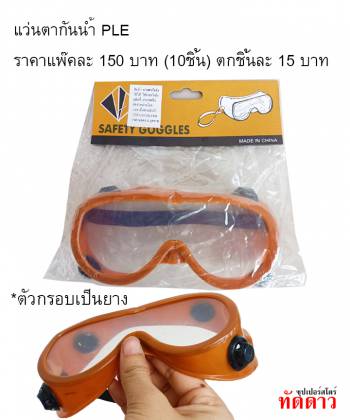 แว่นตากันน้ำ PLE
ราคาแพ๊คละ 150 บาท (10ชิ้น) ตกชิ้นละ 15 บาท
SAFETY GOGGLES
MADE IN CHINA
*ตัวกรอบเป็นยาง
ซุปเปอร์สโตร์
ทัดดาว